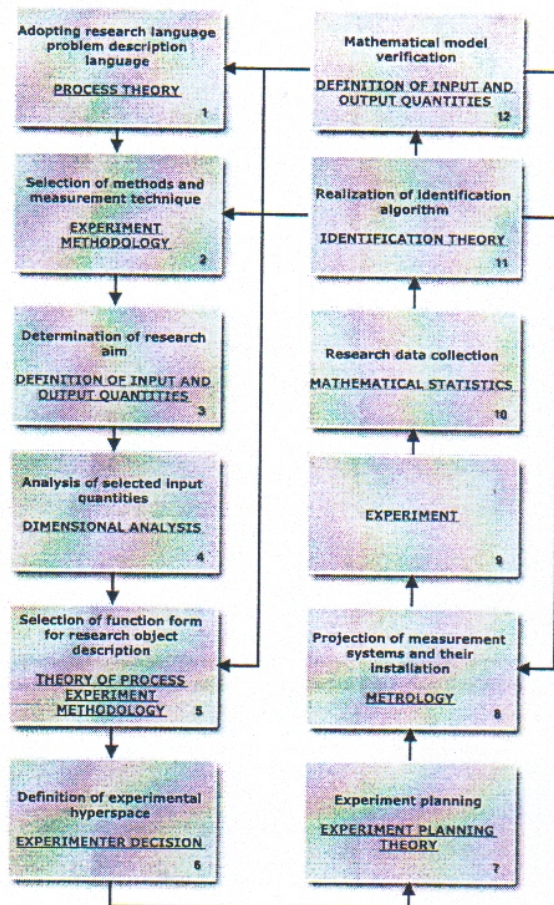 Adopting research language
problem description
language
PROCESS THEORY
1
Selection of methods and
measurement technique
EXPERIMENT
METHODOLOGY
2
Determination of research
aim
DEFINITION OF INPUT AND
OUTPUT QUANTITIES
3
Analysis of selected input
quantities
DIMENSIONAL ANALYSIS
4
Selection of function form
for research object
description
THEORY OF PROCESS
EXPERIMENT
METHODOLOGY
5
Definition of experimental
hyperspace
EXPERIMENTER DECISION
6
Experiment planning
EXPERIMENT PLANNING
THEORY
7
Projection of measurement
systems and their
installation
METROLOGY
8
EXPERIMENT
9
Research data collection
MATHEMATICAL STATISTICS
10
Realization of identification
algorithm
IDENTIFICATION THEORY
11
Mathematical model
verification
DEFINITION OF INPUT AND
OUTPUT QUANTITIES
12